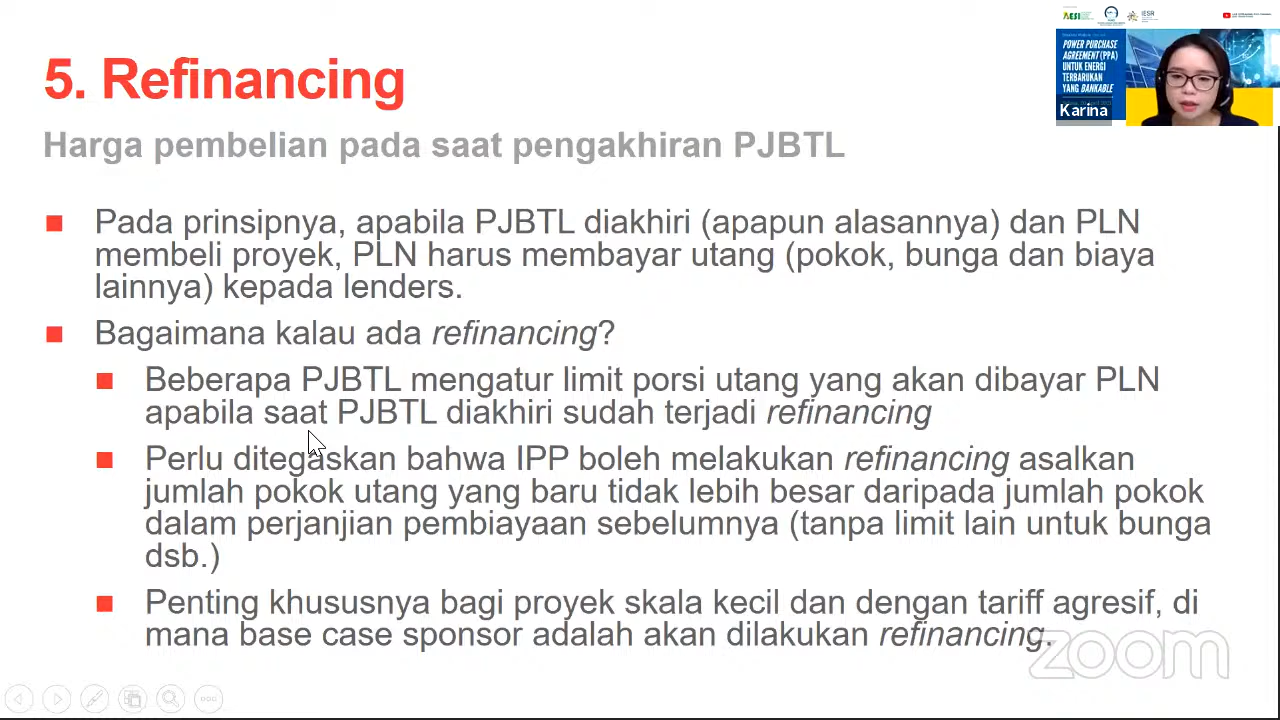 5. Refinancing
Harga pembelian pada saat pengakhiran PJBTL
Pada prinsipnya, apabila PJBTL diakhiri (apapun alasannya) dan PLN
membeli proyek, PLN harus membayar utang (pokok, bunga dan biaya
lainnya) kepada lenders.
Bagaimana kalau ada refinancing?
Beberapa PJBTL mengatur limit porsi utang yang akan dibayar PLN
apabila saat PJBTL diakhiri sudah terjadi refinancing
Perlu ditegaskan bahwa IPP boleh melakukan refinancing asalkan
jumlah pokok utang yang baru tidak lebih besar daripada jumlah pokok
dalam perjanjian pembiayaan sebelumnya (tanpa limit lain untuk bunga
dsb.)
Penting khususnya bagi proyek skala kecil dan dengan tariff agresif, di
mana base case sponsor adalah akan dilakukan refinancing.
AESI
IESR
POWER PURCHASE
AGREEMENT (PPA)
UNTUK ENERGI
TERBARUKAN
YANG BANKABLE
Karina
zoom